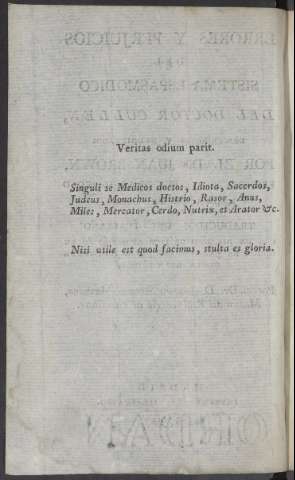 Veritas odium parit.
Singuli se Medicos doctos, Idiota, Sacerdos,
Judæus, Monachus, Histrio, Rasor, Anus,
Miles, Mercator, Cerdo, Nutrix, et Arator &c.
Nisi utile est quod facimus, stulta es gloria.